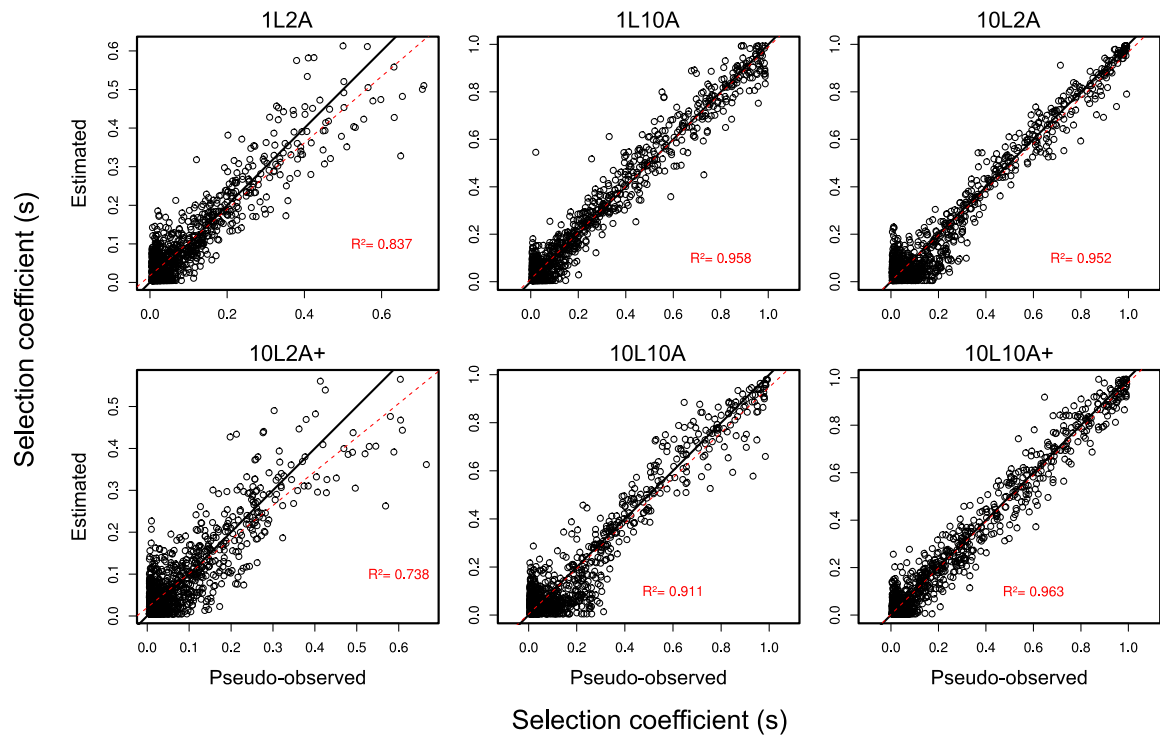 1L2A
1L10A
10L2A
Selection coefficient (s)
Estimated
0.0 0.1 0.2 0.3 0.4 0.5 0.6
R²= 0.837
0.0 0.2 0.4 0.6
0.2 0.4 0.6 0.8 1.0
R²= 0.958
0.0 0.2 0.4 0.6 0.8 1.0
0.0 0.2 0.4 0.6 0.8 1.0
R²= 0.952
0.0 0.2 0.4 0.6 0.8 1.0
10L2A+
10L10A
10L10A+
Estimated
0.0 0.1 0.2 0.3 0.4 0.5
R²= 0.738
0.0 0.1 0.2 0.3 0.4 0.5 0.6
Pseudo-observed
0.0 0.2 0.4 0.6 0.8 1.0
R²= 0.911
0.0 0.2 0.4 0.6 0.8 1.0
Pseudo-observed
0.0 0.2 0.4 0.6 0.8 1.0
R²= 0.963
0.0 0.2 0.4 0.6 0.8 1.0
Pseudo-observed
Selection coefficient (s)